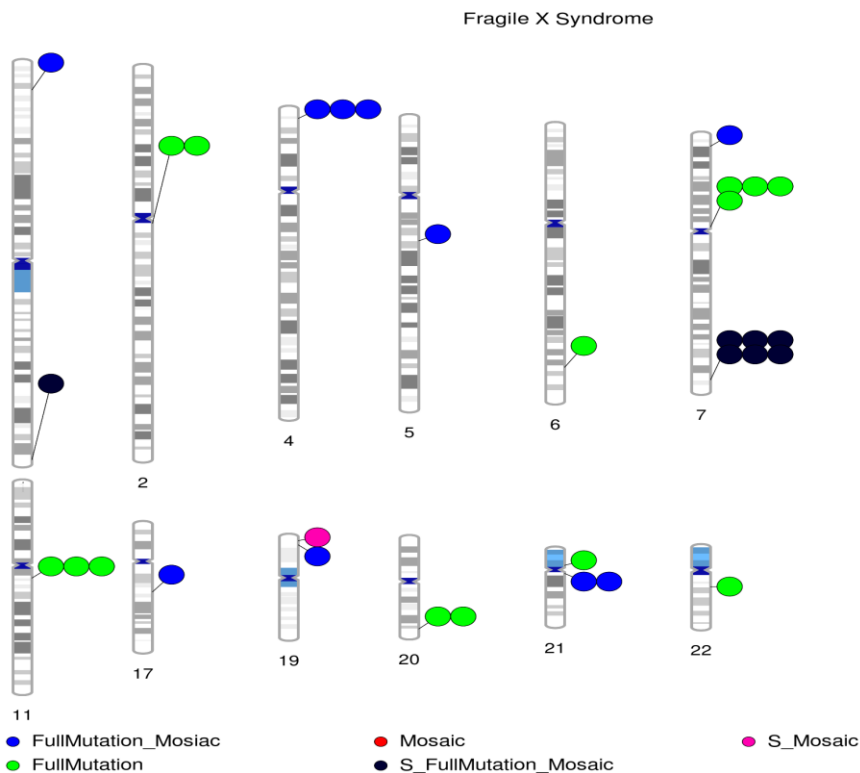 Fragile X Syndrome
2
4
5
6
7
11
17
19
20
21
22
FullMutation_Mosiac
Mosaic
S_Mosaic
FullMutation
S_FullMutation_Mosaic